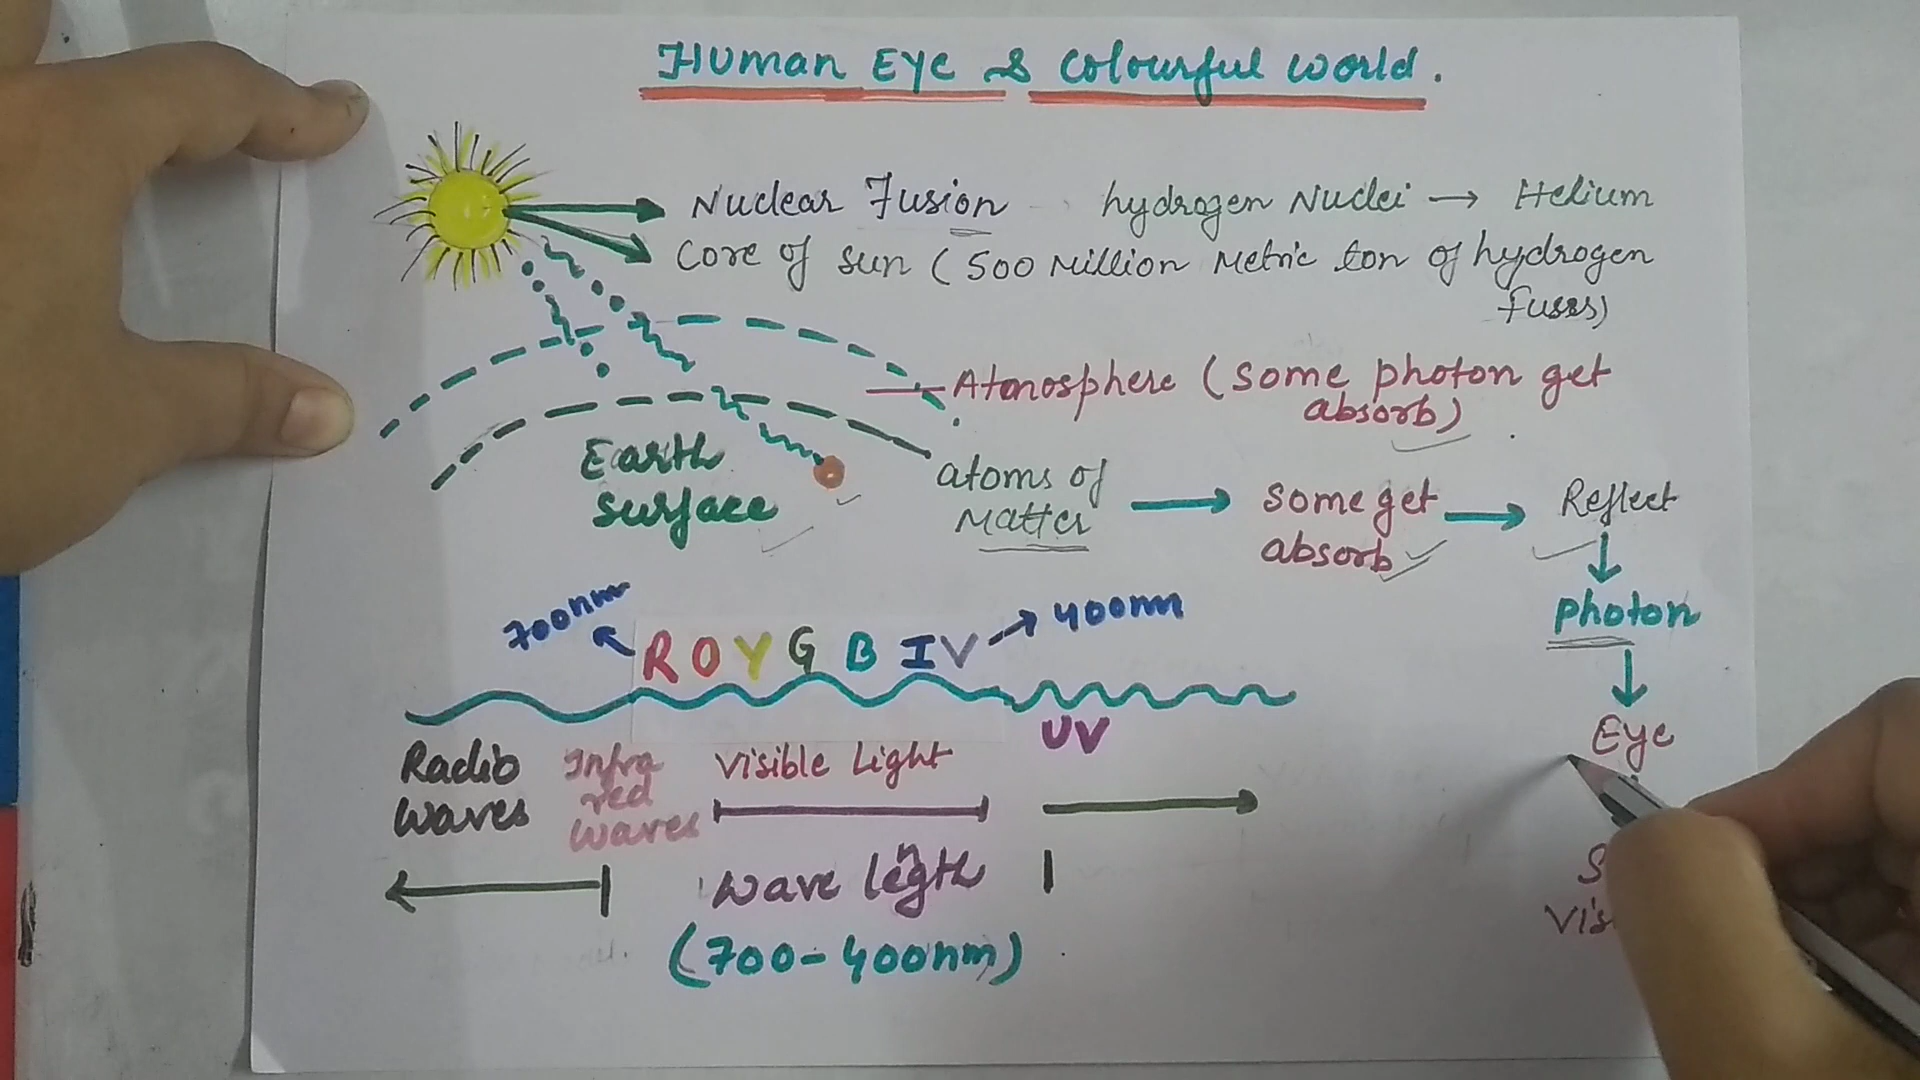 Human Eye & Colourful world.
Nuclear Fusion hydrogen Nuclei → Helium
Core of sun (500 Million Metric ton of hydrogen
fuses)
Atmosphere (some photon get
absorb)
Earth
surface
atoms of
Matter
some get
absorb
Reflect
photon
Eye
700nm
R O Y G B I V
400nm
Radio
waves
Infra
red
waves
Visible Light
UV
Wave length
(700-400nm)